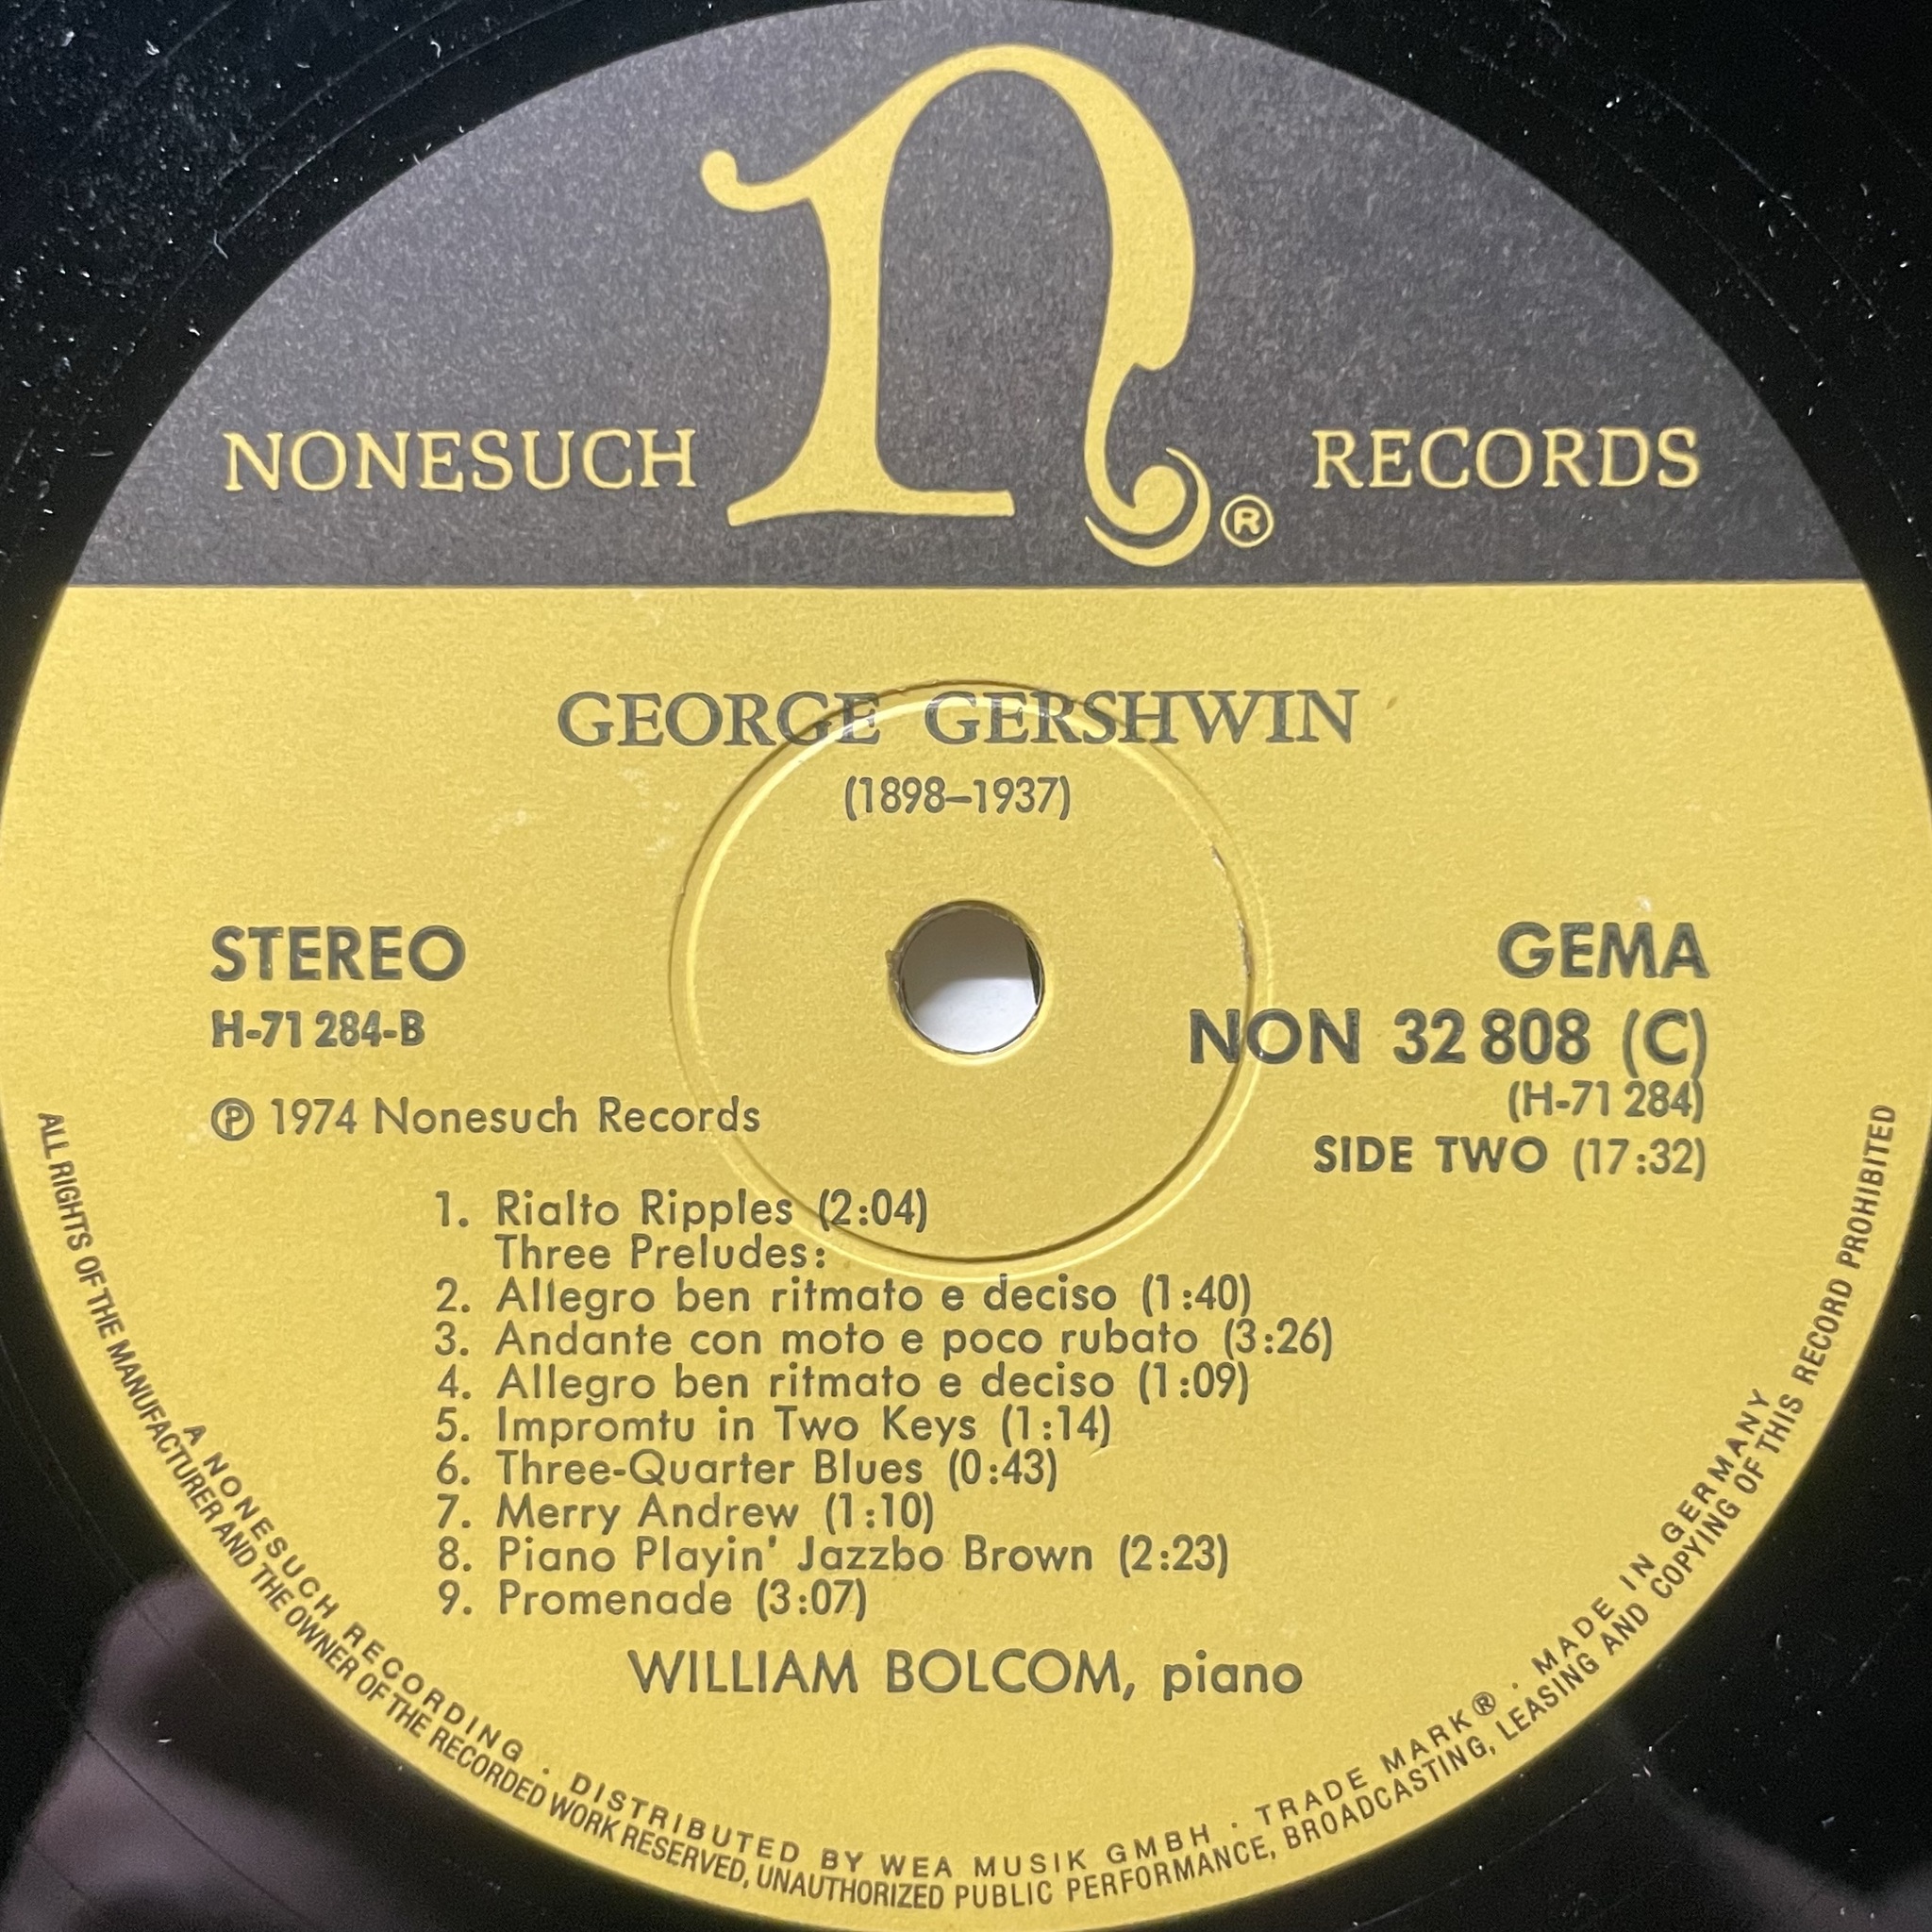 n
NONESUCH RECORDS ®
GEORGE GERSHWIN
(1898–1937)
STEREO
H-71 284-B
℗ 1974 Nonesuch Records
GEMA
NON 32 808 (C)
(H-71 284)
SIDE TWO (17:32)
1. Rialto Ripples (2:04)
Three Preludes:
2. Allegro ben ritmato e deciso (1:40)
3. Andante con moto e poco rubato (3:26)
4. Allegro ben ritmato e deciso (1:09)
5. Impromtu in Two Keys (1:14)
6. Three-Quarter Blues (0:43)
7. Merry Andrew (1:10)
8. Piano Playin' Jazzbo Brown (2:23)
9. Promenade (3:07)
WILLIAM BOLCOM, piano
A NONESUCH RECORDING · DISTRIBUTED BY WEA MUSIK GMBH · TRADE MARK® · MADE IN GERMANY
ALL RIGHTS OF THE MANUFACTURER AND THE OWNER OF THE RECORDED WORK RESERVED, UNAUTHORIZED PUBLIC PERFORMANCE, BROADCASTING, LEASING AND COPYING OF THIS RECORD PROHIBITED